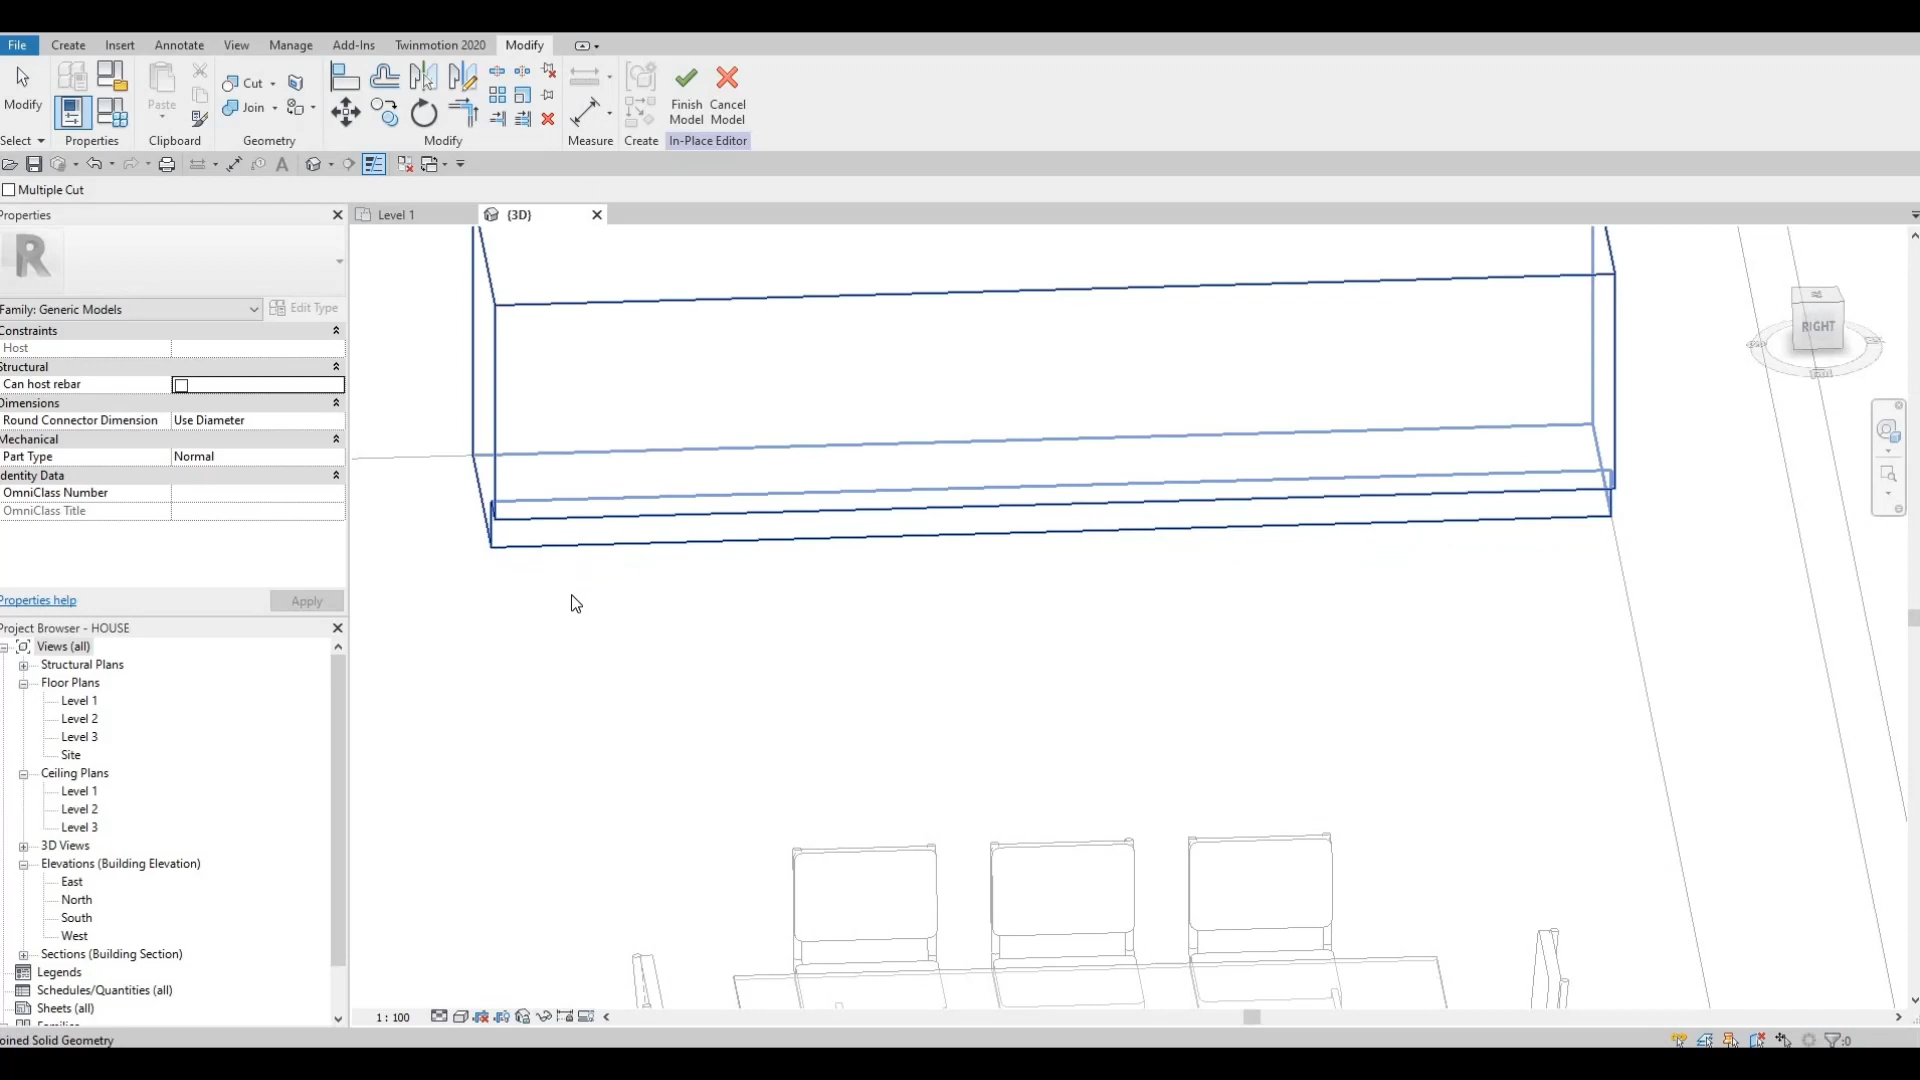 File Create Insert Annotate View Manage Add-Ins Twinmotion 2020 Modify
Modify
Select
Properties
Paste
Clipboard
Cut
Join
Geometry
Modify
Measure
Create
Finish Model
Cancel Model
In-Place Editor
Multiple Cut
Properties
Level 1
{3D}
Family: Generic Models
Edit Type
Constraints
Host
Structural
Can host rebar
Dimensions
Round Connector Dimension Use Diameter
Mechanical
Part Type Normal
Identity Data
OmniClass Number
OmniClass Title
Properties help
Apply
Project Browser - HOUSE
Views (all)
Structural Plans
Floor Plans
Level 1
Level 2
Level 3
Site
Ceiling Plans
Level 1
Level 2
Level 3
3D Views
Elevations (Building Elevation)
East
North
South
West
Sections (Building Section)
Legends
Schedules/Quantities (all)
Sheets (all)
RIGHT
1 : 100
oined Solid Geometry
:0